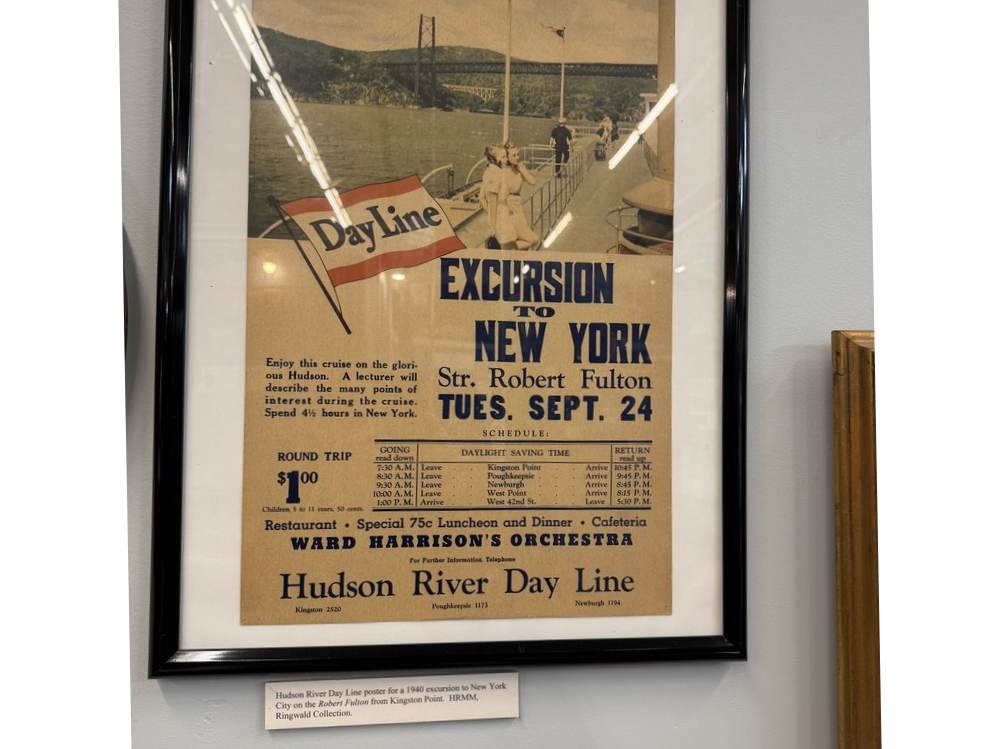 Day Line
EXCURSION
TO
NEW YORK
Str. Robert Fulton
TUES. SEPT. 24
Enjoy this cruise on the glori-
ous Hudson. A lecturer will
describe the many points of
interest during the cruise.
Spend 4½ hours in New York.
SCHEDULE:
ROUND TRIP
$1.00
Children, 5 to 11 years, 50 cents.
GOING read down DAYLIGHT SAVING TIME RETURN read up
7:30 A.M. Leave . . Kingston Point . . Arrive 10:45 P.M.
8:30 A.M. Leave . . Poughkeepsie . . Arrive 9:45 P.M.
9:30 A.M. Leave . . Newburgh . . Arrive 8:45 P.M.
10:00 A.M. Leave . . West Point . . Arrive 8:15 P.M.
1:00 P.M. Arrive . . West 42nd St. . . Leave 5:30 P.M.
Restaurant • Special 75c Luncheon and Dinner • Cafeteria
WARD HARRISON'S ORCHESTRA
For Further Information, Telephone
Hudson River Day Line
Kingston 2520 Poughkeepsie 1173 Newburgh 1194
Hudson River Day Line poster for a 1940 excursion to New York
City on the Robert Fulton from Kingston Point. HRMM,
Ringwald Collection.